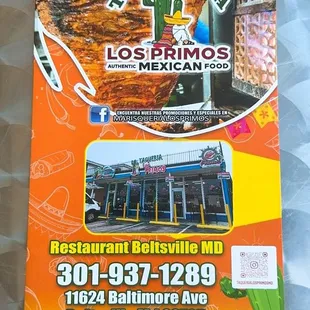 LOS PRIMOS
AUTHENTIC MEXICAN FOOD
ENCUENTRA NUESTRAS PROMOCIONES Y ESPECIALES EN
MARISQUERIALOSPRIMOS
TAQUERIA
Restaurant Beltsville MD
301-937-1289
11624 Baltimore Ave